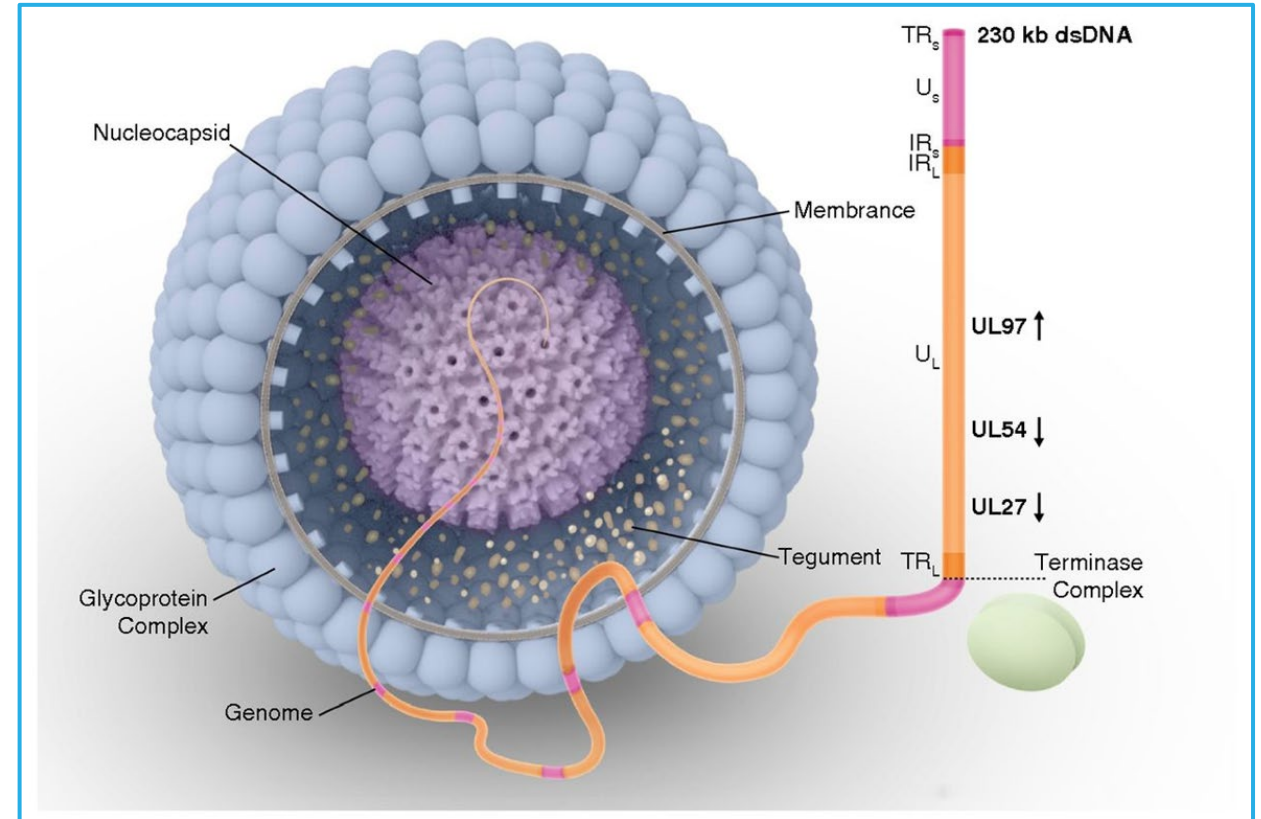 TRs 230 kb dsDNA
Us
Nucleocapsid
IRs
IRL
Membrance
UL97 ↑
UL
UL54 ↓
UL27 ↓
Tegument
TRL
Terminase
Complex
Glycoprotein
Complex
Genome